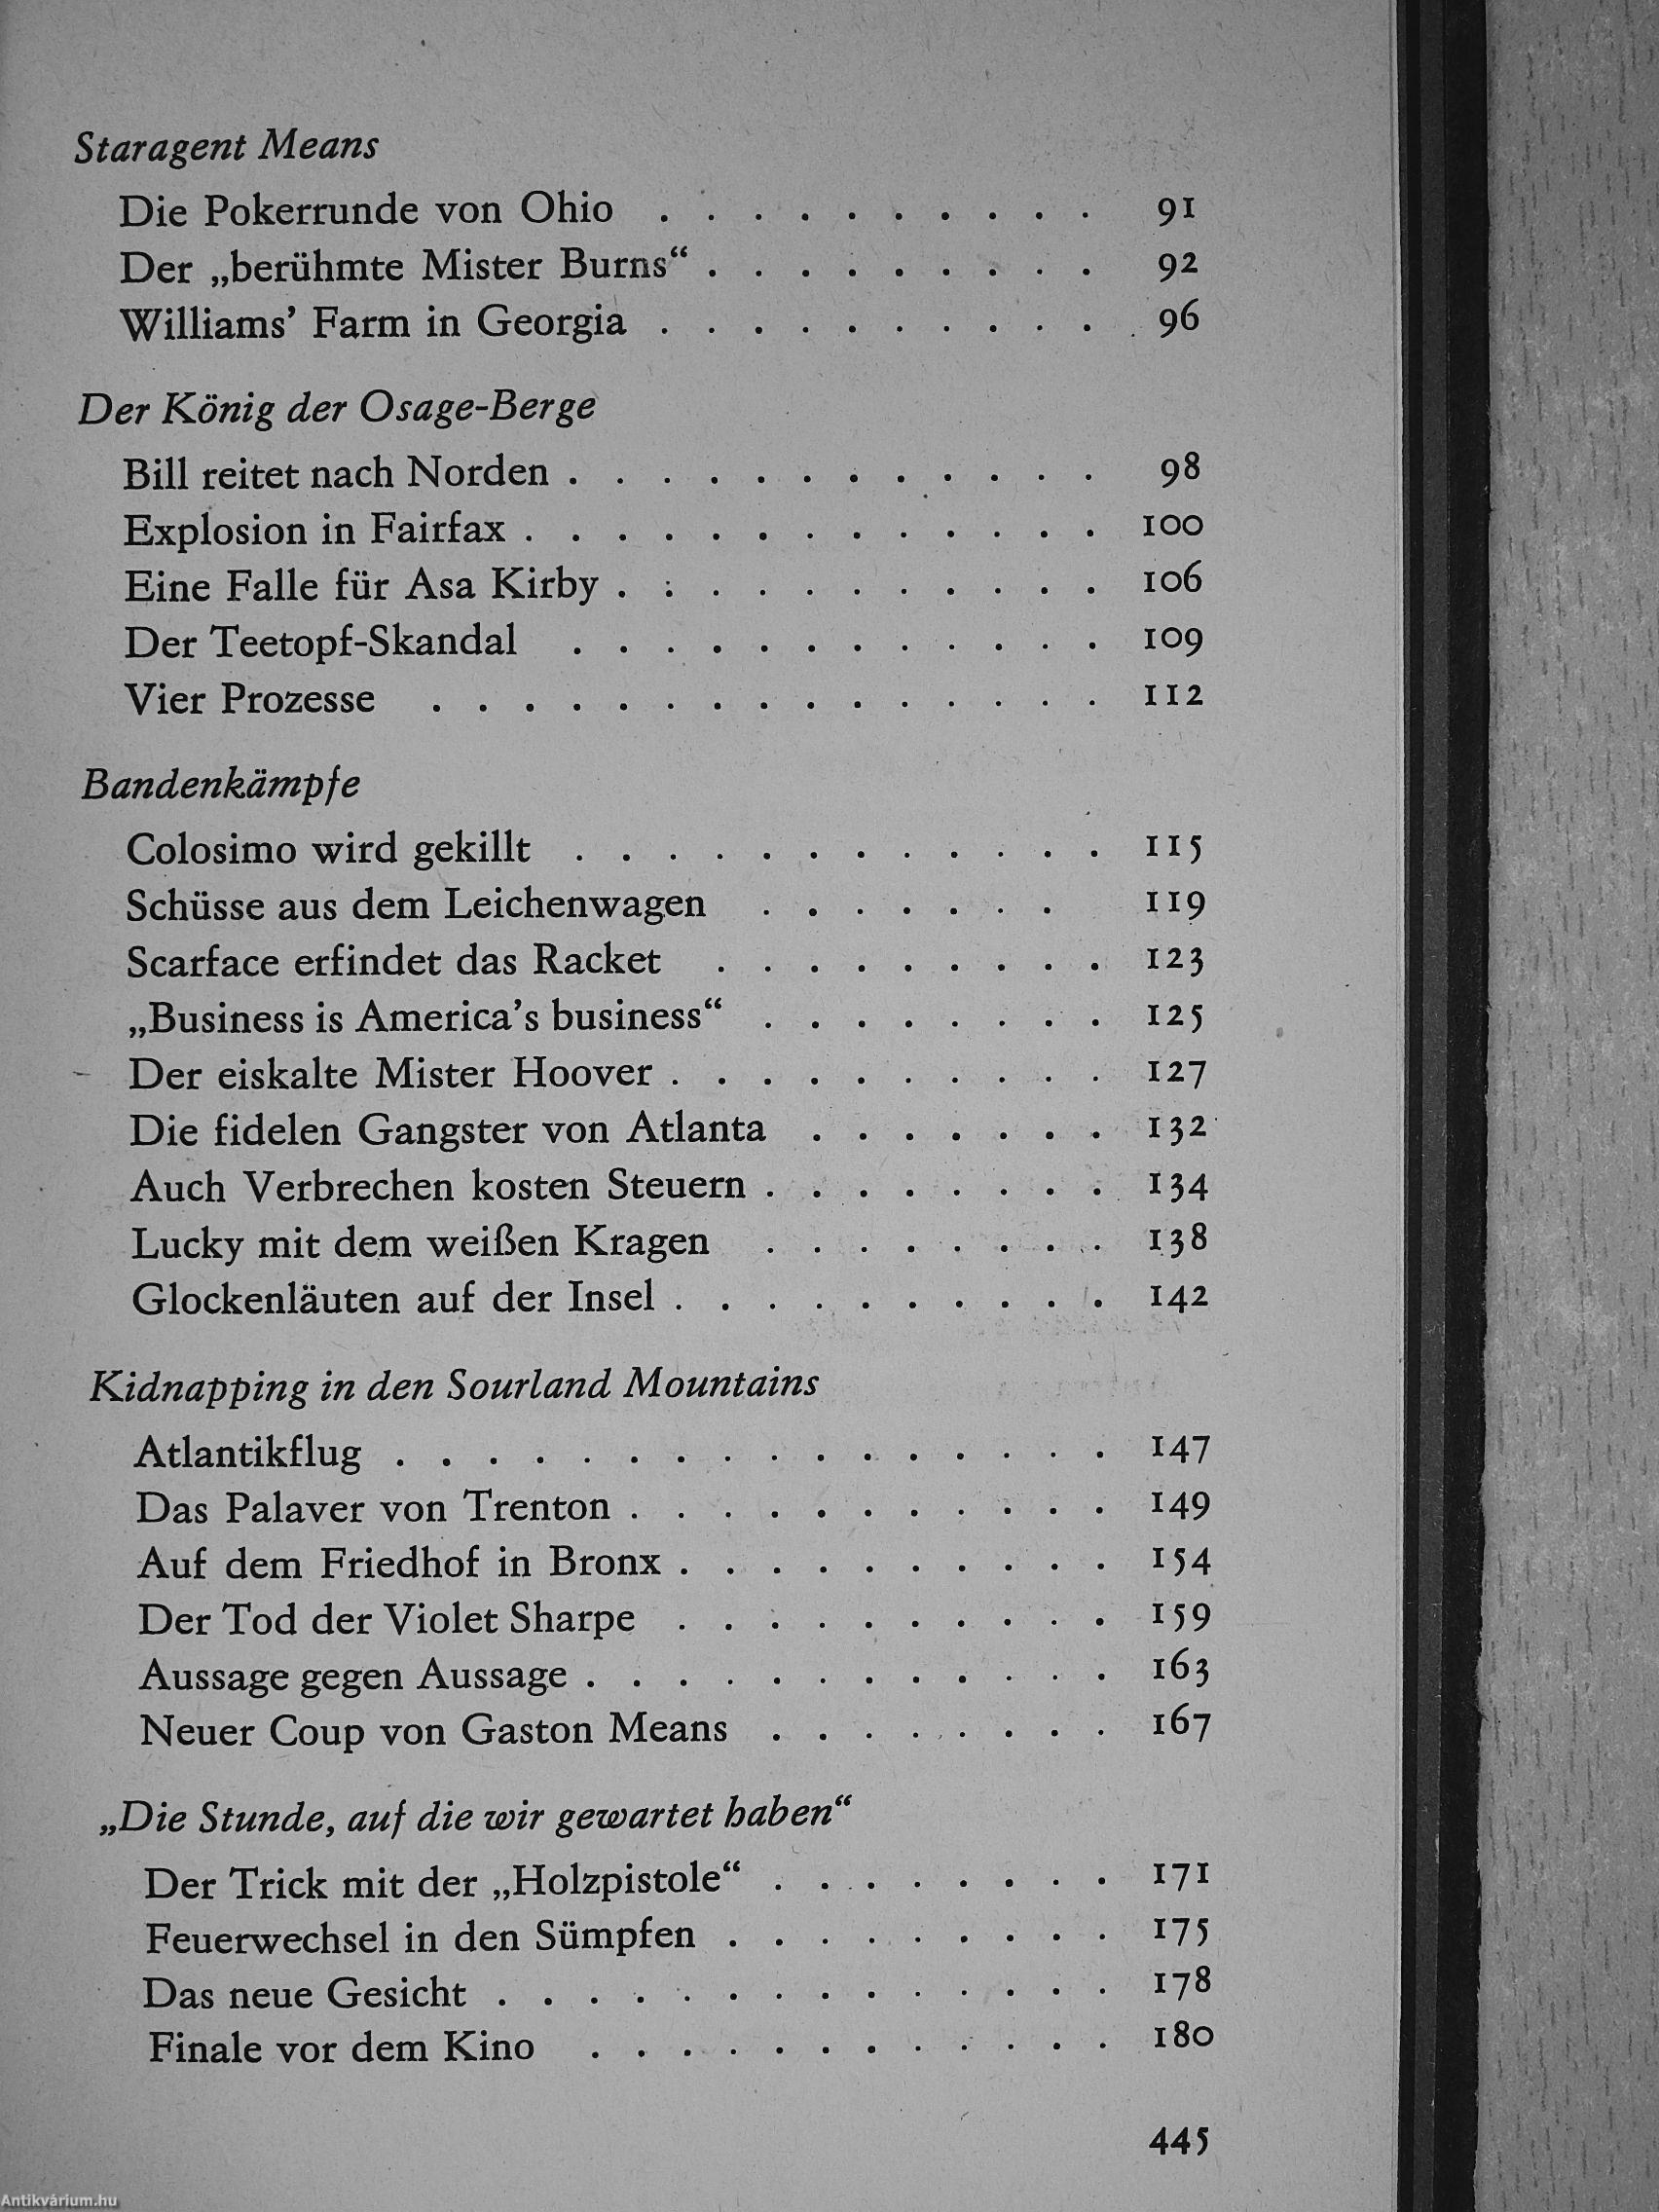 Staragent Means
Die Pokerrunde von Ohio . . . . . . . . . . 91
Der „berühmte Mister Burns“ . . . . . . . . . 92
Williams’ Farm in Georgia . . . . . . . . . . 96
Der König der Osage-Berge
Bill reitet nach Norden . . . . . . . . . . . . 98
Explosion in Fairfax . . . . . . . . . . . . . 100
Eine Falle für Asa Kirby . : . . . . . . . . . 106
Der Teetopf-Skandal . . . . . . . . . . . . 109
Vier Prozesse . . . . . . . . . . . . . . . 112
Bandenkämpfe
Colosimo wird gekillt . . . . . . . . . . . . 115
Schüsse aus dem Leichenwagen . . . . . . . 119
Scarface erfindet das Racket . . . . . . . . . 123
„Business is America’s business“ . . . . . . . . 125
Der eiskalte Mister Hoover . . . . . . . . . . 127
Die fidelen Gangster von Atlanta . . . . . . . 132
Auch Verbrechen kosten Steuern . . . . . . . . 134
Lucky mit dem weißen Kragen . . . . . . . . 138
Glockenläuten auf der Insel . . . . . . . . . . 142
Kidnapping in den Sourland Mountains
Atlantikflug . . . . . . . . . . . . . . . . 147
Das Palaver von Trenton . . . . . . . . . . . 149
Auf dem Friedhof in Bronx . . . . . . . . . . 154
Der Tod der Violet Sharpe . . . . . . . . . . 159
Aussage gegen Aussage . . . . . . . . . . . . 163
Neuer Coup von Gaston Means . . . . . . . . 167
„Die Stunde, auf die wir gewartet haben“
Der Trick mit der „Holzpistole“ . . . . . . . . 171
Feuerwechsel in den Sümpfen . . . . . . . . . 175
Das neue Gesicht . . . . . . . . . . . . . . 178
Finale vor dem Kino . . . . . . . . . . . . 180
445
Antikvárium.hu